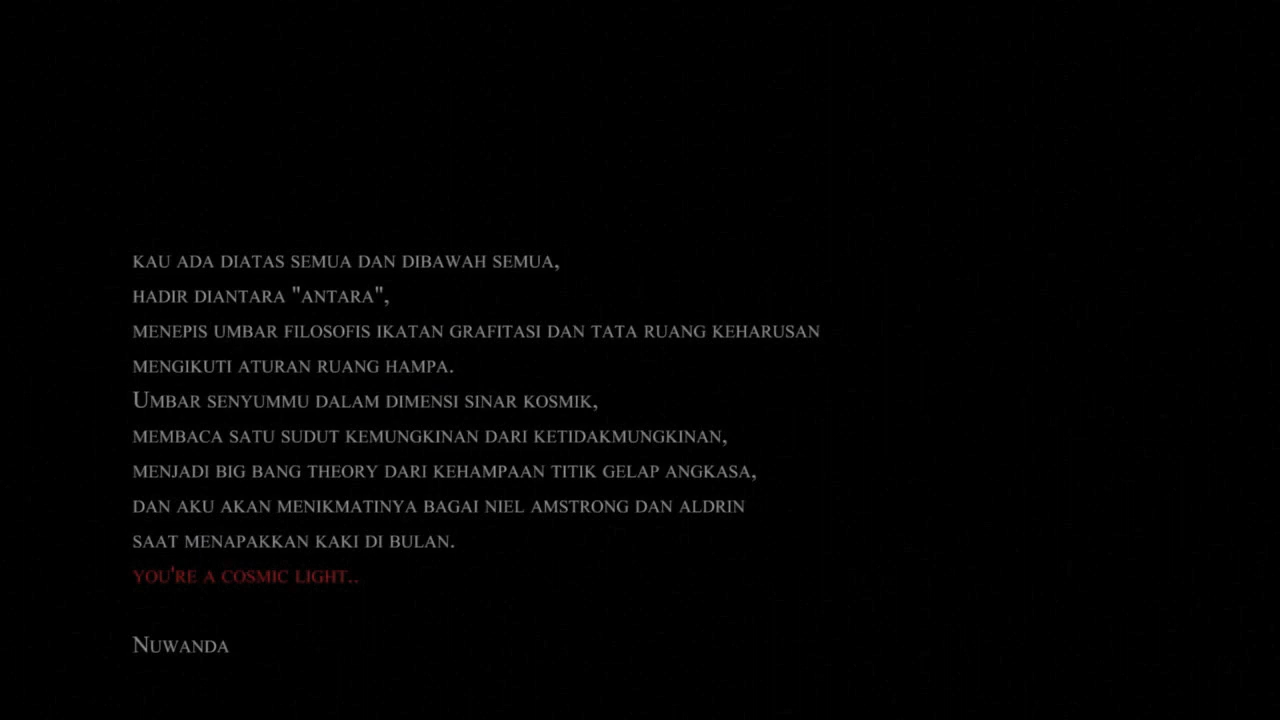 KAU ADA DIATAS SEMUA DAN DIBAWAH SEMUA,
HADIR DIANTARA "ANTARA",
MENEPIS UMBAR FILOSOFIS IKATAN GRAFITASI DAN TATA RUANG KEHARUSAN
MENGIKUTI ATURAN RUANG HAMPA.
UMBAR SENYUMMU DALAM DIMENSI SINAR KOSMIK,
MEMBACA SATU SUDUT KEMUNGKINAN DARI KETIDAKMUNGKINAN,
MENJADI BIG BANG THEORY DARI KEHAMPAAN TITIK GELAP ANGKASA,
DAN AKU AKAN MENIKMATINYA BAGAI NIEL AMSTRONG DAN ALDRIN
SAAT MENAPAKKAN KAKI DI BULAN.
YOU'RE A COSMIC LIGHT..
NUWANDA